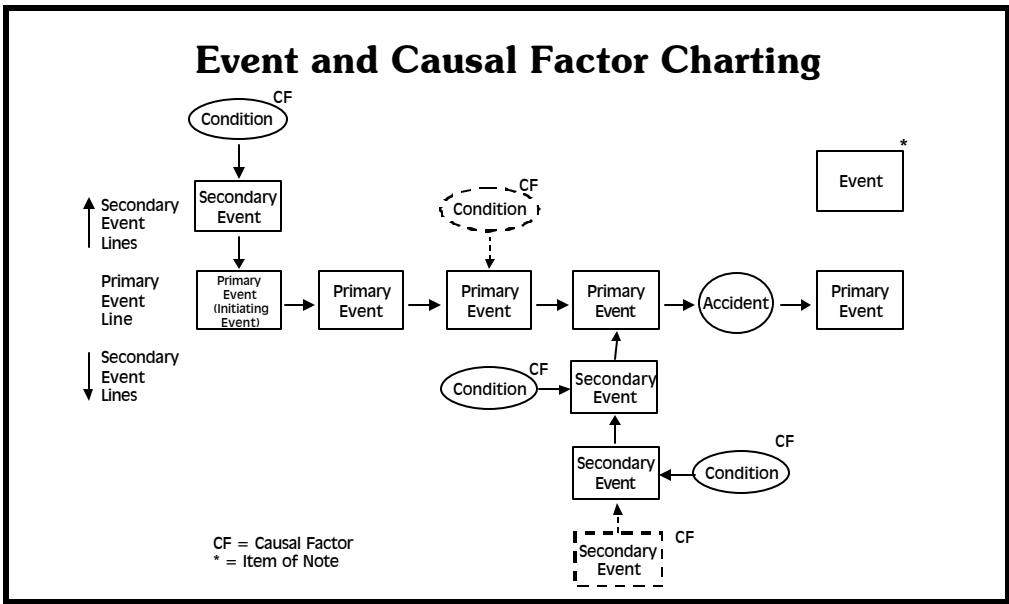 Event and Causal Factor Charting
CF
Condition
*
Event
Secondary
Event
CF
Condition
Secondary
Event
Lines
Primary
Event
Line
Primary
Event
(Initiating
Event)
Primary
Event
Primary
Event
Primary
Event
Accident
Primary
Event
Secondary
Event
Lines
CF
Condition
Secondary
Event
CF
Condition
Secondary
Event
CF
Secondary
Event
CF = Causal Factor
* = Item of Note